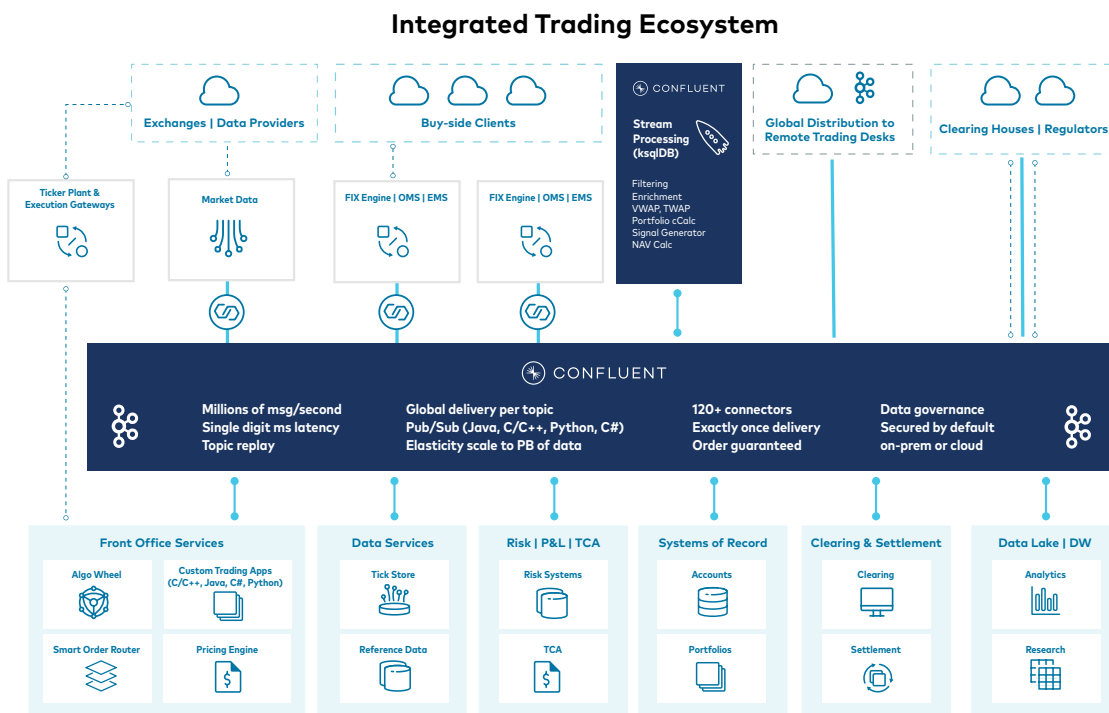 Integrated Trading Ecosystem
Exchanges | Data Providers
Buy-side Clients
CONFLUENT
Stream
Processing
(ksqlDB)
Filtering
Enrichment
VWAP, TWAP
Portfolio cCalc
Signal Generator
NAV Calc
Global Distribution to
Remote Trading Desks
Clearing Houses | Regulators
Ticker Plant &
Execution Gateways
Market Data
FIX Engine | OMS | EMS
FIX Engine | OMS | EMS
CONFLUENT
Millions of msg/second
Single digit ms latency
Topic replay
Global delivery per topic
Pub/Sub (Java, C/C++, Python, C#)
Elasticity scale to PB of data
120+ connectors
Exactly once delivery
Order guaranteed
Data governance
Secured by default
on-prem or cloud
Front Office Services
Algo Wheel
Custom Trading Apps
(C/C++, Java, C#, Python)
Smart Order Router
Pricing Engine
Data Services
Tick Store
Reference Data
Risk | P&L | TCA
Risk Systems
TCA
Systems of Record
Accounts
Portfolios
Clearing & Settlement
Clearing
Settlement
Data Lake | DW
Analytics
Research